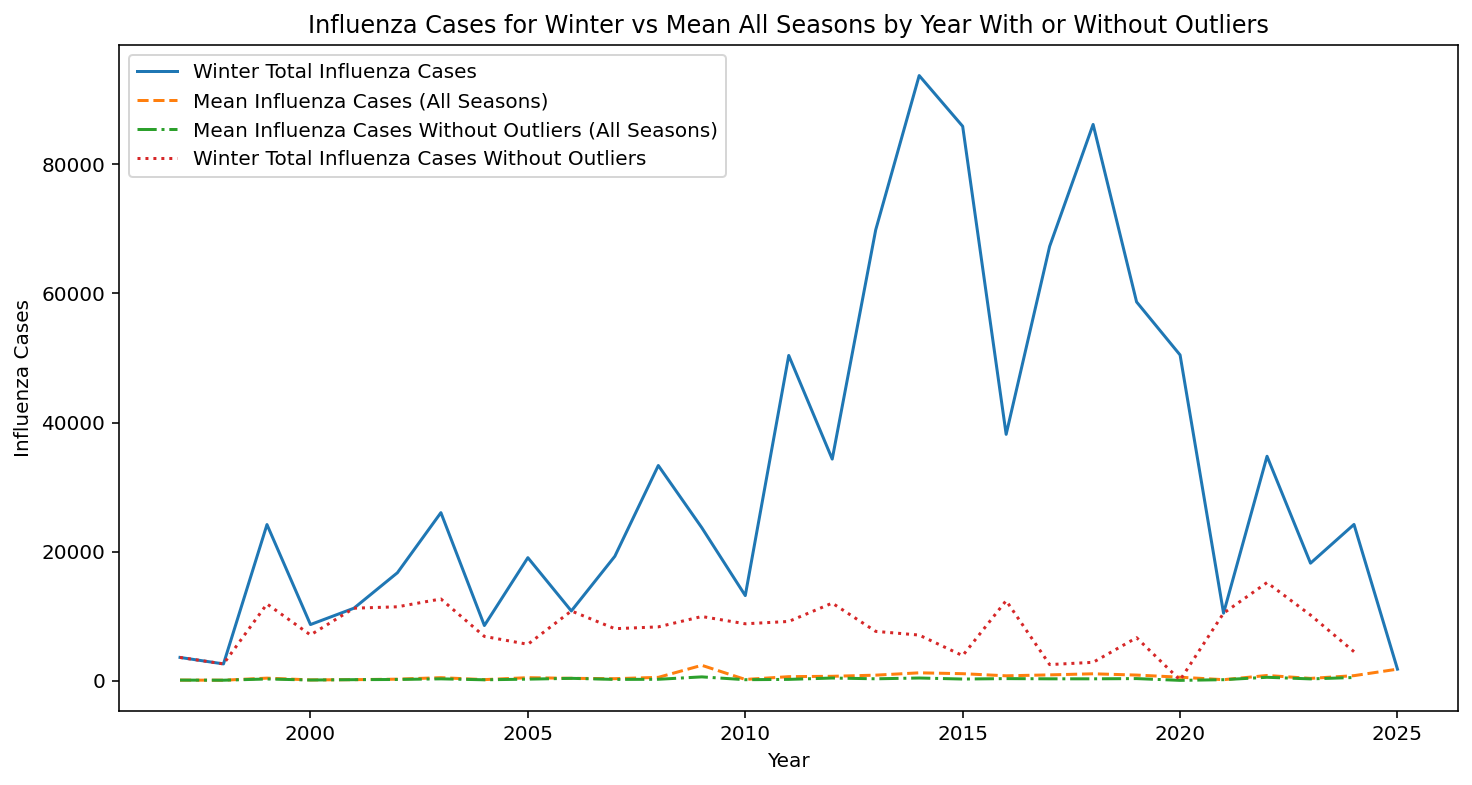 Influenza Cases for Winter vs Mean All Seasons by Year With or Without Outliers
Winter Total Influenza Cases
Mean Influenza Cases (All Seasons)
Mean Influenza Cases Without Outliers (All Seasons)
Winter Total Influenza Cases Without Outliers
Influenza Cases
80000
60000
40000
20000
0
2000 2005 2010 2015 2020 2025
Year